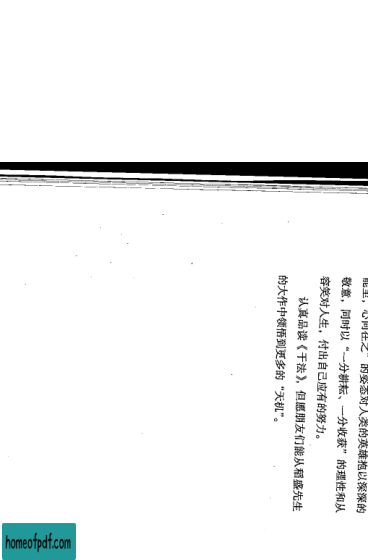 能至，心向往之”的姿态对人类的英雄抱以深深的
敬意，同时以“一分耕耘、一分收获”的理性和从
容笑对人生，付出自己应有的努力。
认真品读《干法》，但愿朋友们能从稻盛先生
的大作中领悟到更多的“天机”。
homeofpdf.com